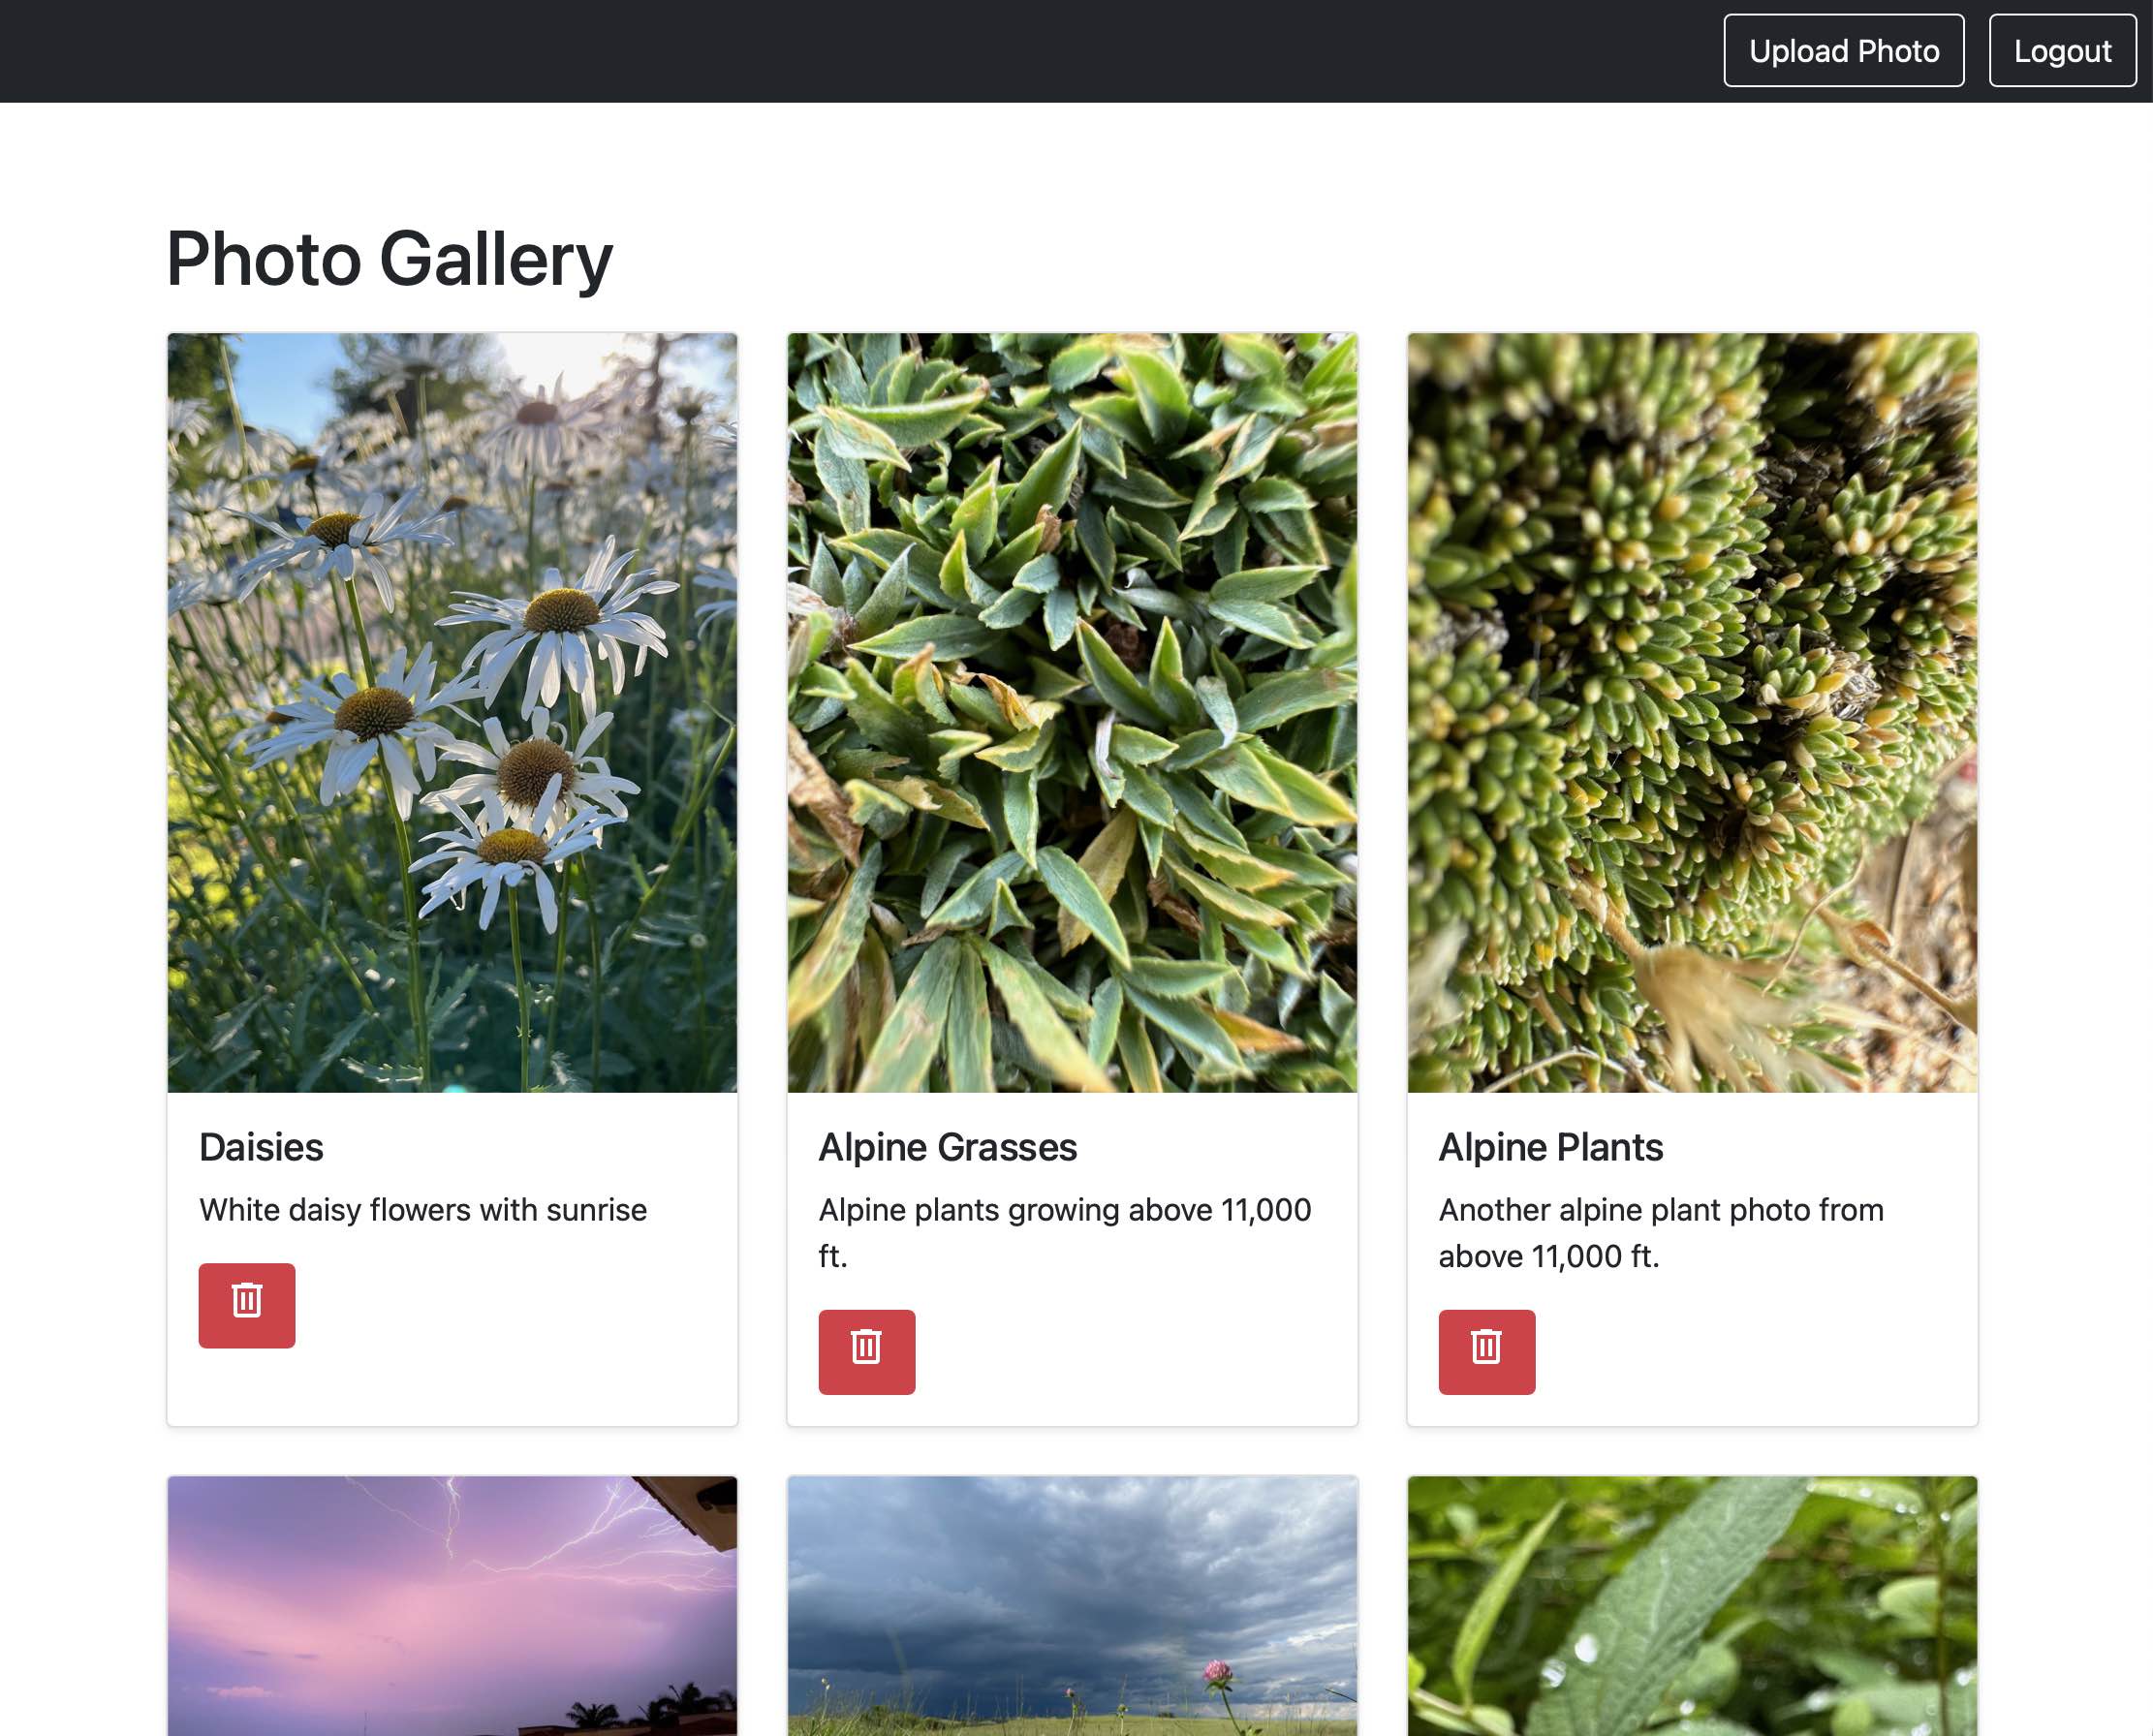 Upload Photo
Logout
Photo Gallery
Daisies
White daisy flowers with sunrise
Alpine Grasses
Alpine plants growing above 11,000
ft.
Alpine Plants
Another alpine plant photo from
above 11,000 ft.